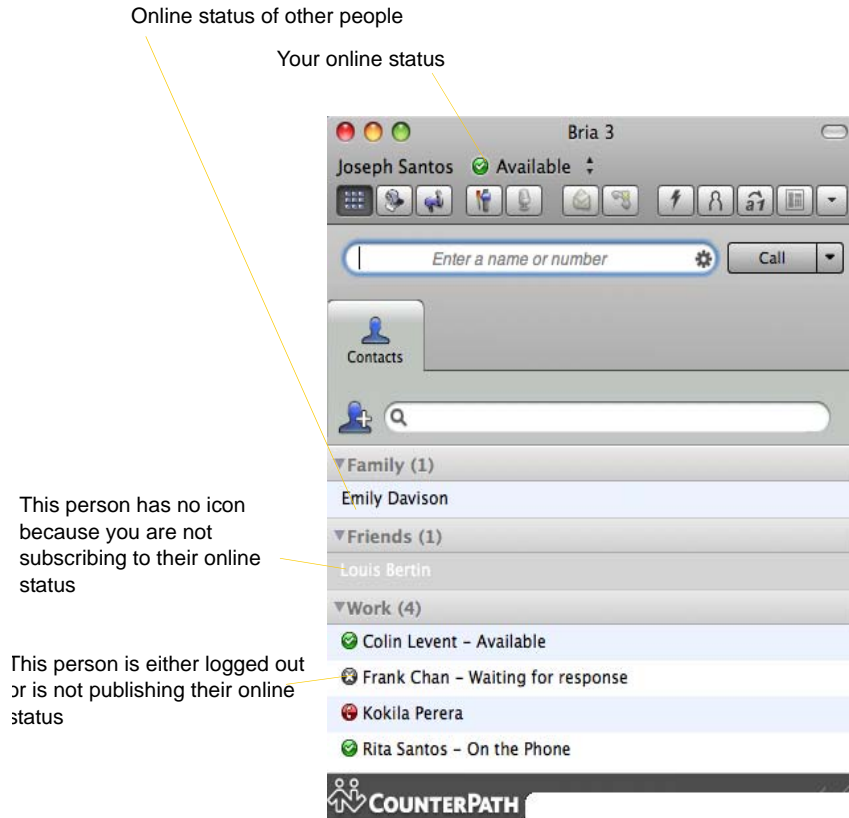 Online status of other people
Your online status
Bria 3
Joseph Santos Available
a1
Enter a name or number
Call
Contacts
Family (1)
Emily Davison
This person has no icon
because you are not
subscribing to their online
status
Friends (1)
Louis Bertin
Work (4)
Colin Levent – Available
This person is either logged out
or is not publishing their online
status
Frank Chan – Waiting for response
Kokila Perera
Rita Santos – On the Phone
COUNTERPATH